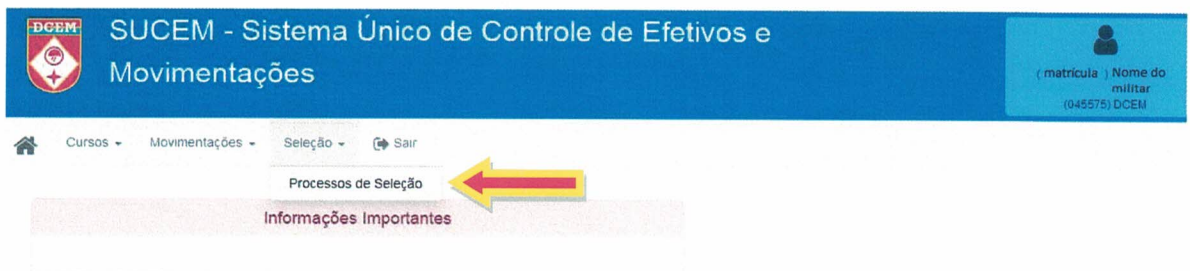 DCEM
SUCEM - Sistema Único de Controle de Efetivos e
Movimentações
( matrícula ) Nome do
militar
(045575) DCEM
Cursos
Movimentações
Seleção
Sair
Processos de Seleção
Informações Importantes